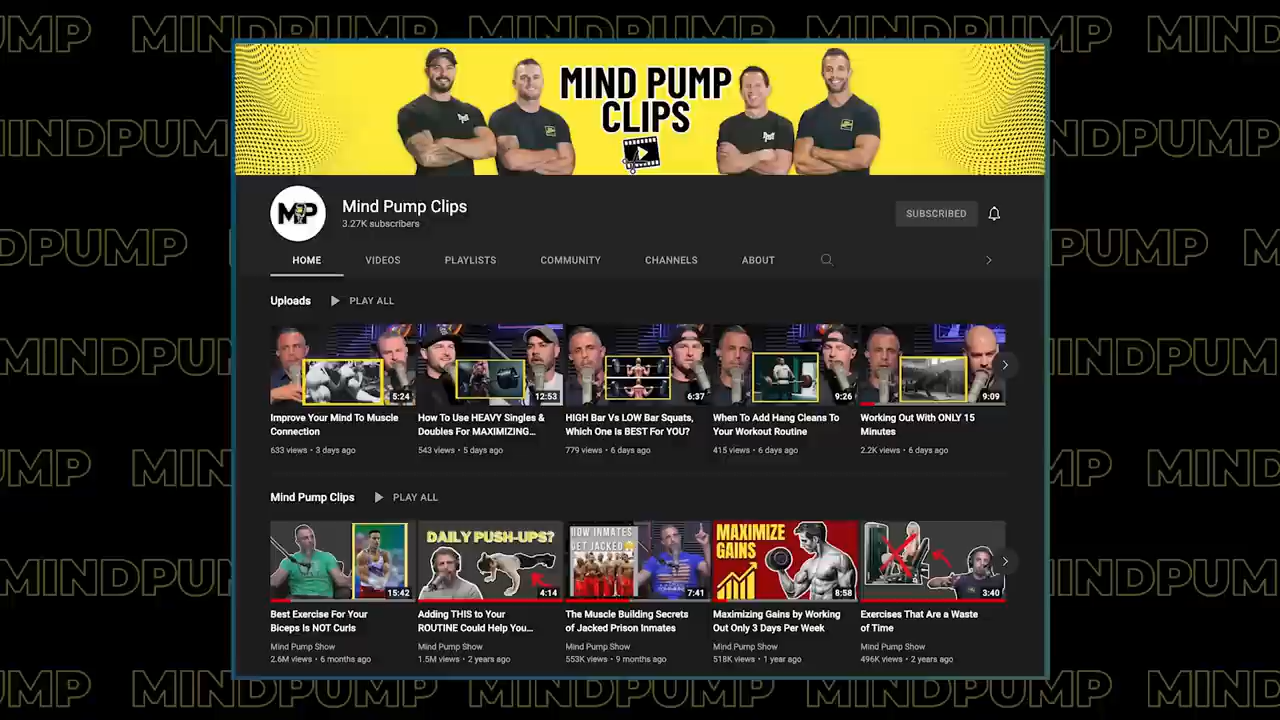 MINDPUMP MINDPUMP
MIND PUMP
CLIPS
MP
Mind Pump Clips
3.27K subscribers
SUBSCRIBED
HOME VIDEOS PLAYLISTS COMMUNITY CHANNELS ABOUT
Uploads PLAY ALL
5:24 12:53 6:37 9:26 9:09
Improve Your Mind To Muscle
Connection
633 views • 3 days ago
How To Use HEAVY Singles &
Doubles For MAXIMIZING...
543 views • 5 days ago
HIGH Bar Vs LOW Bar Squats,
Which One Is BEST For YOU?
779 views • 6 days ago
When To Add Hang Cleans To
Your Workout Routine
415 views • 6 days ago
Working Out With ONLY 15
Minutes
2.2K views • 6 days ago
Mind Pump Clips PLAY ALL
15:42
Best Exercise For Your
Biceps Is NOT Curls
Mind Pump Show
2.6M views • 6 months ago
DAILY PUSH-UPS?
4:14
Adding THIS to Your
ROUTINE Could Help You...
Mind Pump Show
1.5M views • 2 years ago
HOW INMATES
GET JACKED
7:41
The Muscle Building Secrets
of Jacked Prison Inmates
Mind Pump Show
553K views • 9 months ago
MAXIMIZE
GAINS
8:58
Maximizing Gains by Working
Out Only 3 Days Per Week
Mind Pump Show
518K views • 1 year ago
3:40
Exercises That Are a Waste
of Time
Mind Pump Show
496K views • 2 years ago